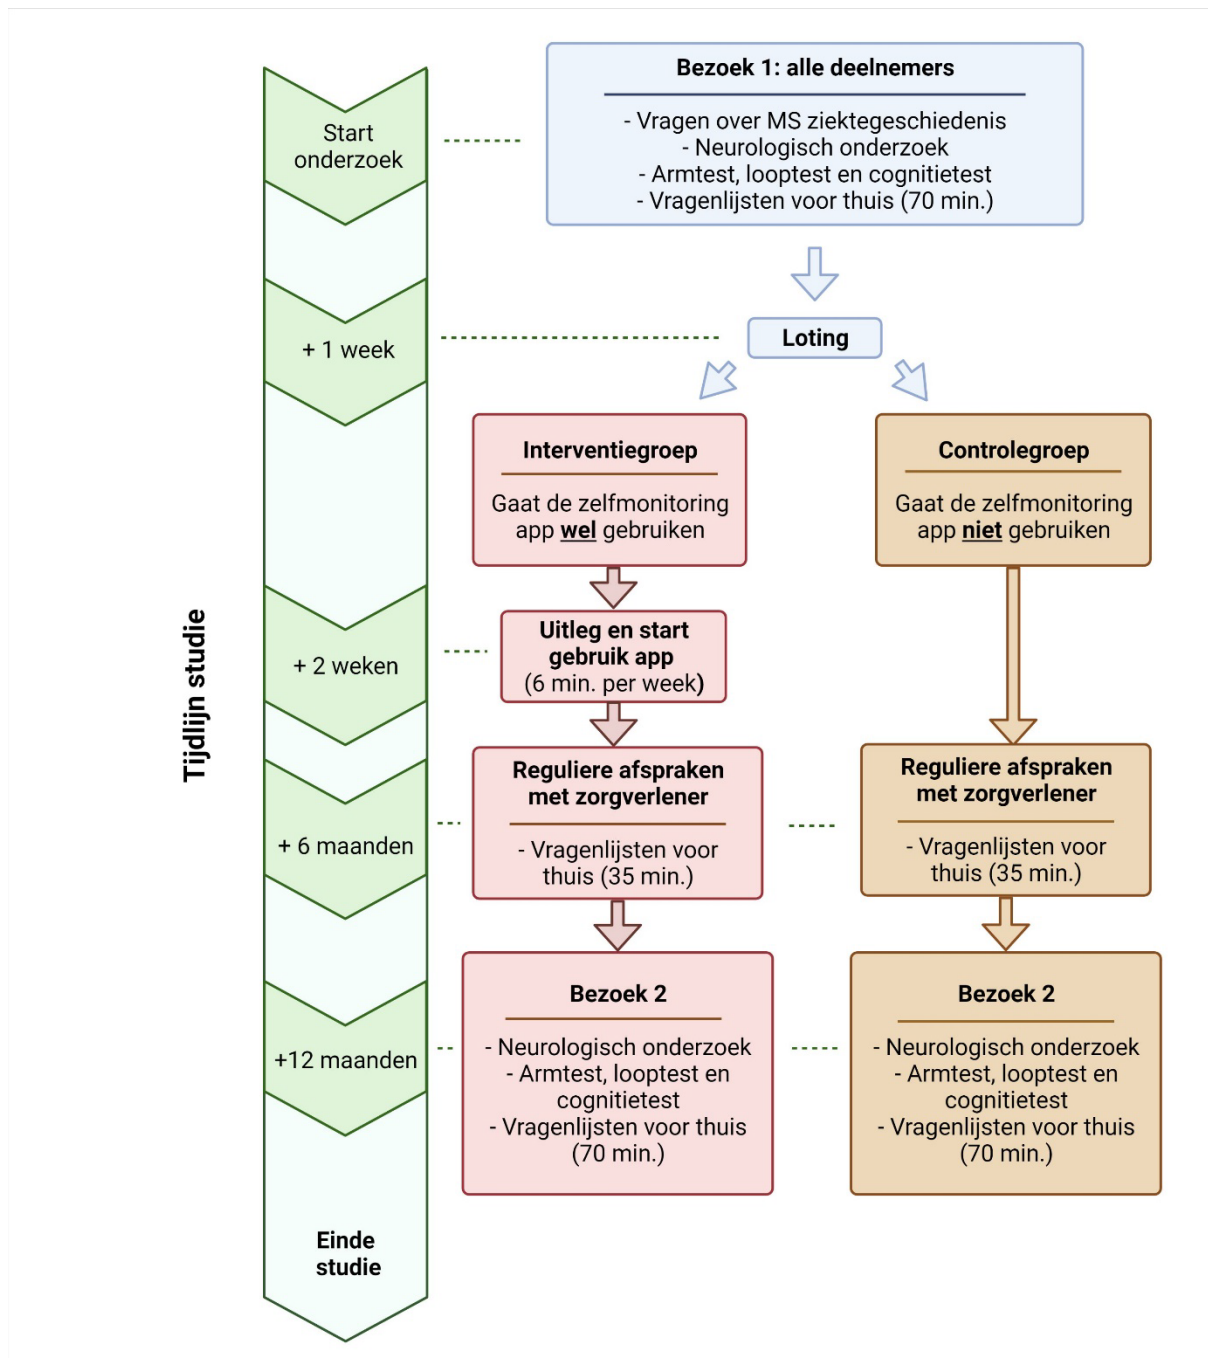 Tijdlijn studie
Start
onderzoek
Bezoek 1: alle deelnemers
- Vragen over MS ziektegeschiedenis
- Neurologisch onderzoek
- Armtest, looptest en cognitietest
- Vragenlijsten voor thuis (70 min.)
+ 1 week
Loting
Interventiegroep
Gaat de zelfmonitoring
app wel gebruiken
Controlegroep
Gaat de zelfmonitoring
app niet gebruiken
+ 2 weken
Uitleg en start
gebruik app
(6 min. per week)
+ 6 maanden
Reguliere afspraken
met zorgverlener
- Vragenlijsten voor
thuis (35 min.)
Reguliere afspraken
met zorgverlener
- Vragenlijsten voor
thuis (35 min.)
+12 maanden
Bezoek 2
- Neurologisch onderzoek
- Armtest, looptest en
cognitietest
- Vragenlijsten voor thuis
(70 min.)
Bezoek 2
- Neurologisch onderzoek
- Armtest, looptest en
cognitietest
- Vragenlijsten voor thuis
(70 min.)
Einde
studie